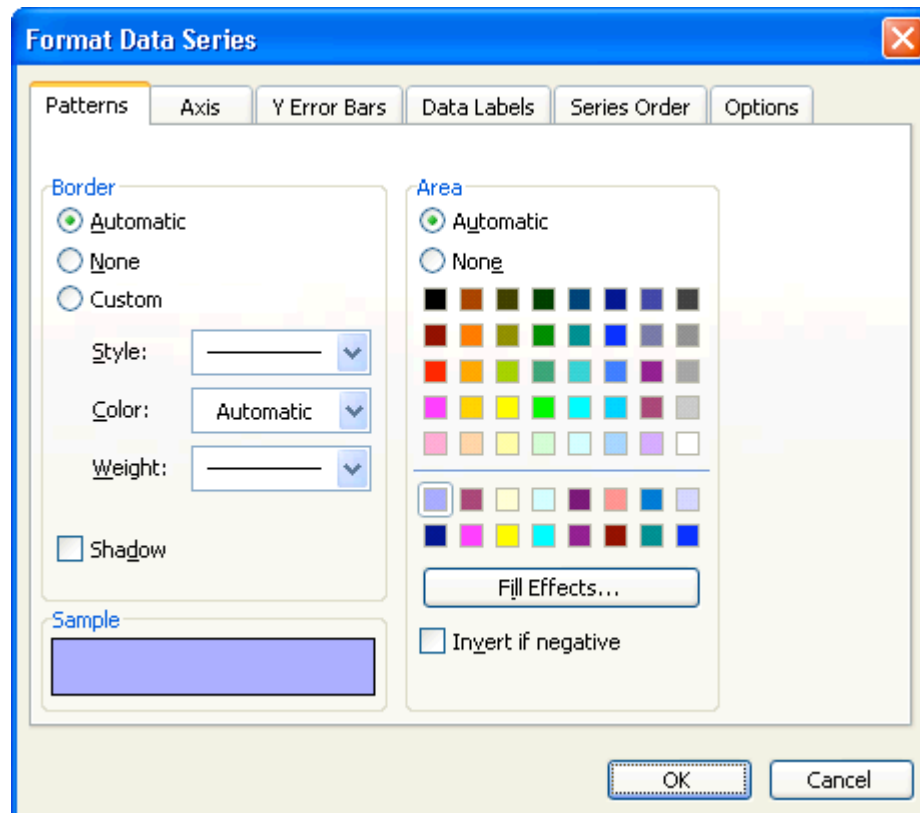 Format Data Series
Patterns Axis Y Error Bars Data Labels Series Order Options
Border
Automatic
None
Custom
Style:
Color: Automatic
Weight:
Shadow
Sample
Area
Automatic
None
Fill Effects...
Invert if negative
OK Cancel